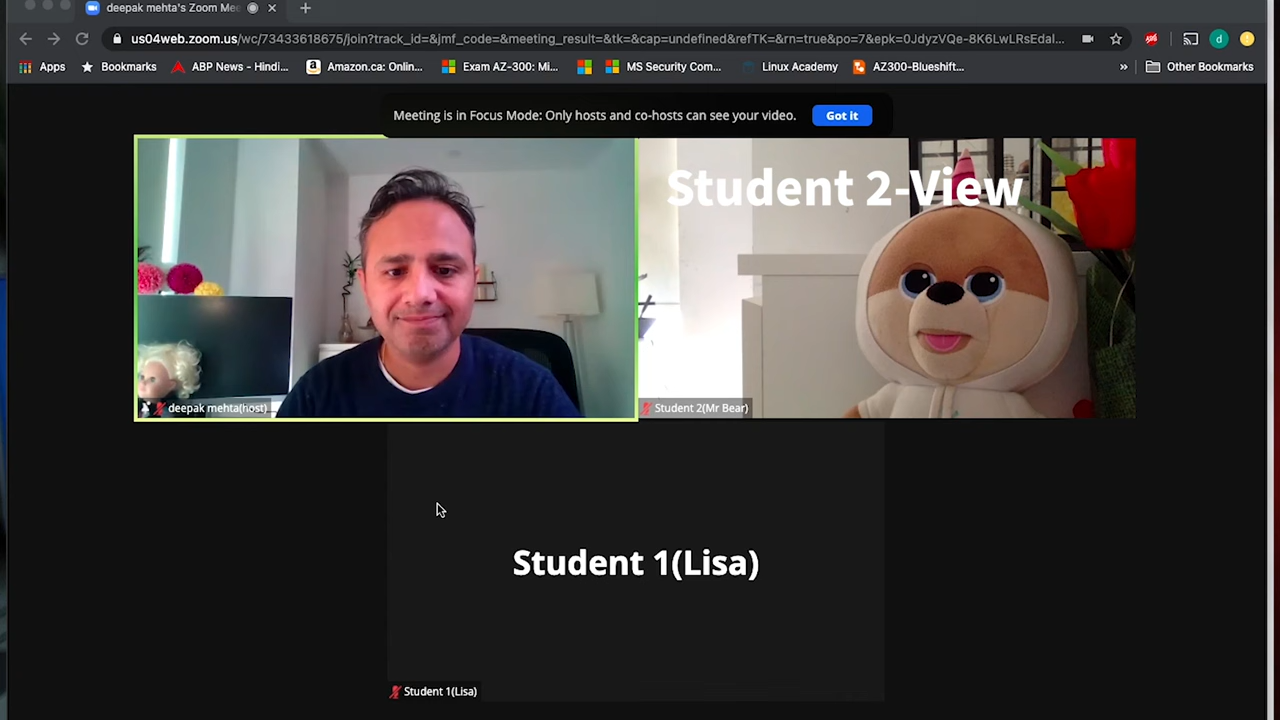 deepak mehta's Zoom Mee
us04web.zoom.us/wc/73433618675/join?track_id=&jmf_code=&meeting_result=&tk=&cap=undefined&refTK=&rn=true&po=7&epk=0JdyzVQe-8K6LwLRsEdaI...
d
Apps
Bookmarks
ABP News - Hindi...
Amazon.ca: Onlin...
Exam AZ-300: Mi...
MS Security Com...
Linux Academy
AZ300-Blueshift...
»
Other Bookmarks
Meeting is in Focus Mode: Only hosts and co-hosts can see your video.
Got it
Student 2-View
deepak mehta(host)
Student 2(Mr Bear)
Student 1(Lisa)
Student 1(Lisa)